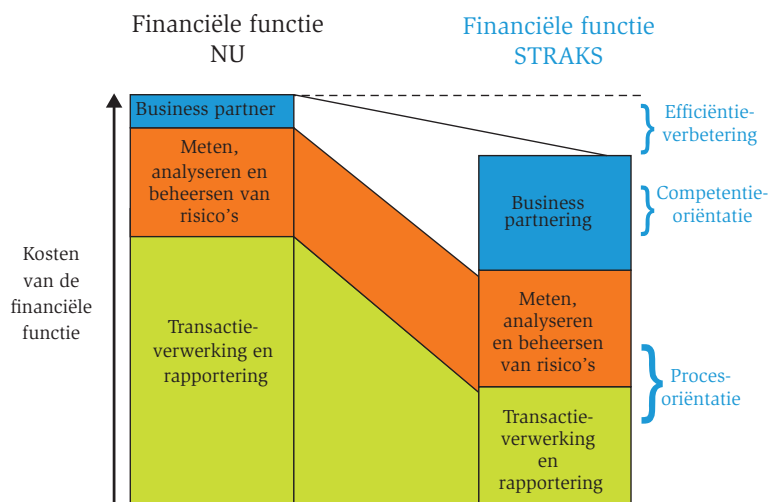 Financiële functie
NU
Financiële functie
STRAKS
Business partner
Meten,
analyseren en
beheersen van
risico's
Transactie-
verwerking en
rapportering
Kosten
van de
financiële
functie
Business
partnering
Meten,
analyseren
en beheersen
van risico's
Transactie-
verwerking
en
rapportering
Efficiëntie-
verbetering
Competentie-
oriëntatie
Proces-
oriëntatie